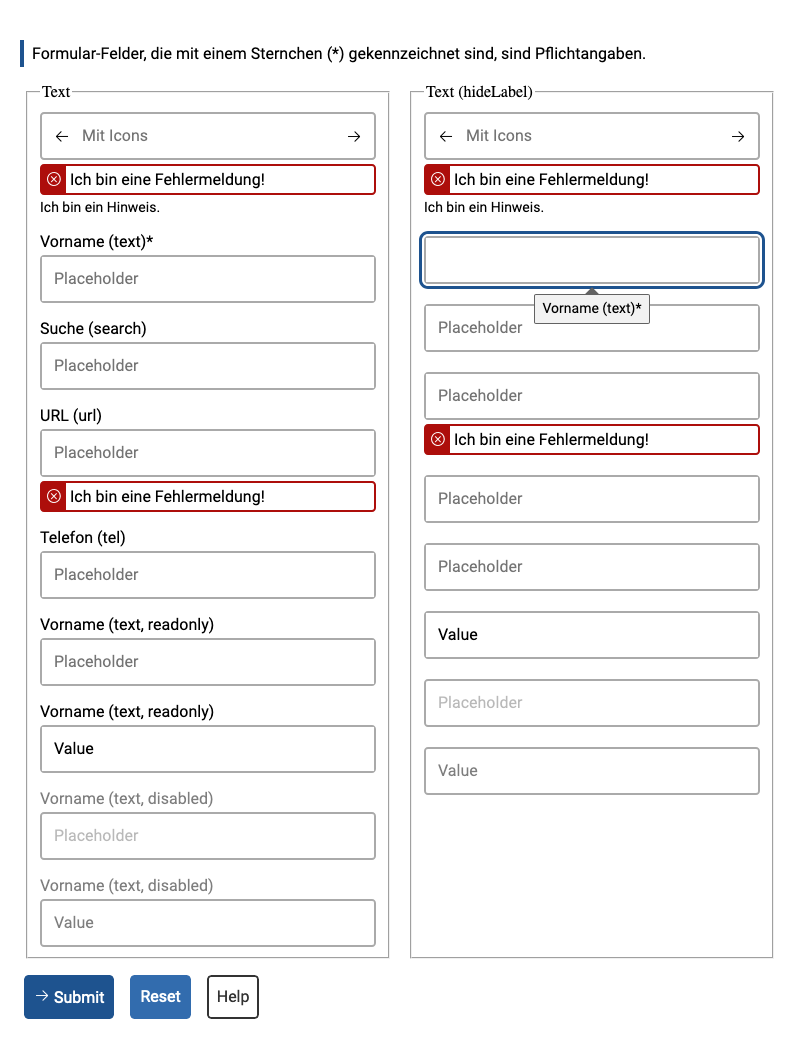 Formular-Felder, die mit einem Sternchen (*) gekennzeichnet sind, sind Pflichtangaben.
Text
Mit Icons
Ich bin eine Fehlermeldung!
Ich bin ein Hinweis.
Vorname (text)*
Placeholder
Suche (search)
Placeholder
URL (url)
Placeholder
Ich bin eine Fehlermeldung!
Telefon (tel)
Placeholder
Vorname (text, readonly)
Placeholder
Vorname (text, readonly)
Value
Vorname (text, disabled)
Placeholder
Vorname (text, disabled)
Value
Text (hideLabel)
Mit Icons
Ich bin eine Fehlermeldung!
Ich bin ein Hinweis.
Vorname (text)*
Placeholder
Placeholder
Ich bin eine Fehlermeldung!
Placeholder
Placeholder
Value
Placeholder
Value
Submit
Reset
Help